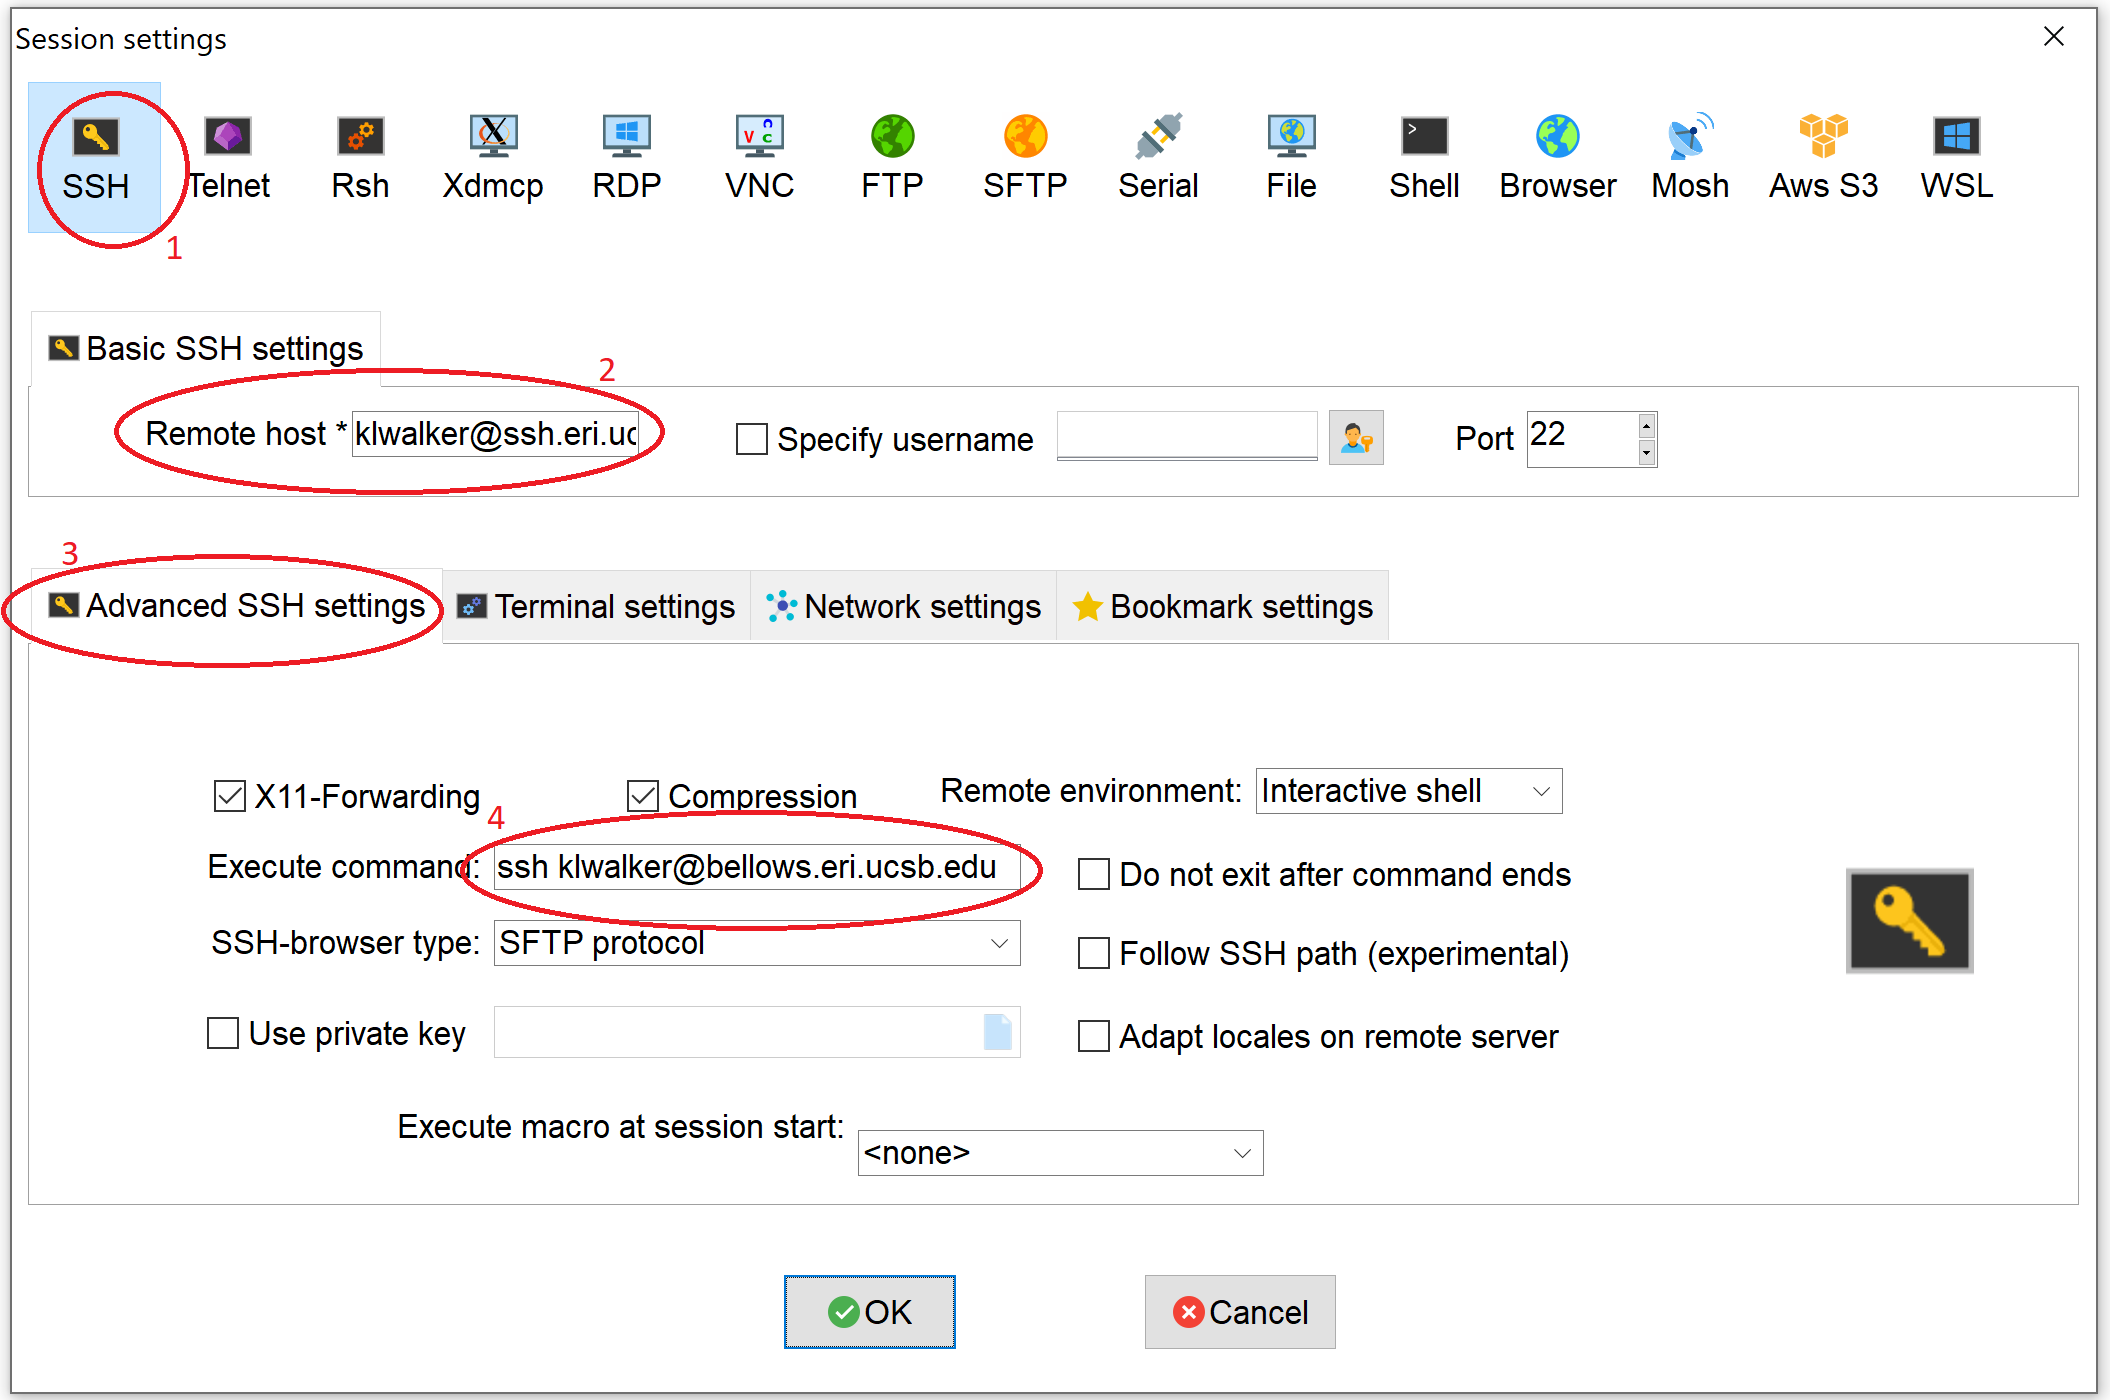 Session settings
SSH Telnet Rsh Xdmcp RDP VNC FTP SFTP Serial File Shell Browser Mosh Aws S3 WSL
1
Basic SSH settings
2
Remote host * klwalker@ssh.eri.uc Specify username Port 22
3
Advanced SSH settings Terminal settings Network settings Bookmark settings
X11-Forwarding Compression Remote environment: Interactive shell
4
Execute command: ssh klwalker@bellows.eri.ucsb.edu Do not exit after command ends
SSH-browser type: SFTP protocol Follow SSH path (experimental)
Use private key Adapt locales on remote server
Execute macro at session start: <none>
OK Cancel